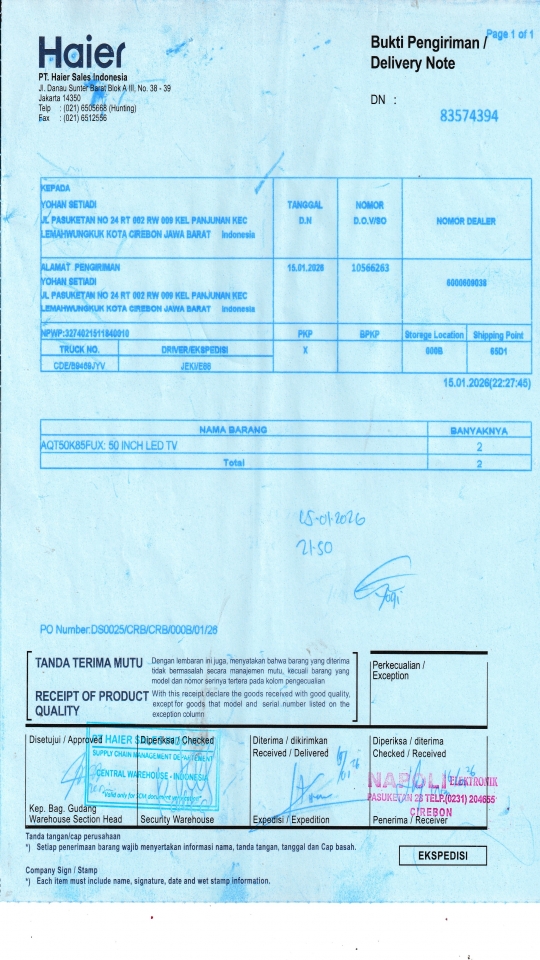 Page 1 of 1
Haier
Bukti Pengiriman /
Delivery Note
PT. Haier Sales Indonesia
Jl. Danau Sunter Barat Blok A III, No. 38 - 39
Jakarta 14350
Telp : (021) 6505668 (Hunting)
Fax : (021) 6512556
DN :
83574394
KEPADA
YOHAN SETIADI
JL PASUKETAN NO 24 RT 002 RW 009 KEL PANJUNAN KEC
LEMAHWUNGKUK KOTA CIREBON JAWA BARAT Indonesia
TANGGAL
D.N
NOMOR
D.O.V/SO
NOMOR DEALER
ALAMAT PENGIRIMAN
YOHAN SETIADI
JL PASUKETAN NO 24 RT 002 RW 009 KEL PANJUNAN KEC
LEMAHWUNGKUK KOTA CIREBON JAWA BARAT Indonesia
15.01.2026
10566263
6000609038
NPWP:3274021511840010
PKP
BPKP
Storage Location
Shipping Point
TRUCK NO.
DRIVER/EKSPEDISI
X
65D1
15.01.2026(22:27:45)
NAMA BARANG
BANYAKNYA
AQT50K85FUX: 50 INCH LED TV
2
Total
2
21.50
PO Number:DS0025/CRB/CRB/000B/01/26
TANDA TERIMA MUTU
Dengan lembaran ini juga, menyatakan bahwa barang yang diterima
tidak bermasalah secara manajemen mutu, kecuali barang yang
model dan nomor serinya tertera pada kolom pengecualian
RECEIPT OF PRODUCT
QUALITY
With this receipt declare the goods received with good quality,
except for goods that model and serial number listed on the
exception column
Perkecualian /
Exception
Disetujui / Approved
Diperiksa / Checked
Diterima / dikirimkan
Received / Delivered
Diperiksa / diterima
Checked / Received
SUPPLY CHAIN MANAGEMENT DEPARTEMENT
CENTRAL WAREHOUSE - INDONESIA
NAPOLI ELEKTRONIK
PASUKETAN 28 TELP.(0231) 204655
CIREBON
Kep. Bag. Gudang
Warehouse Section Head
Security Warehouse
Expedisi / Expedition
Penerima / Receiver
Tanda tangan/cap perusahaan
*) Setiap penerimaan barang wajib menyertakan informasi nama, tanda tangan, tanggal dan Cap basah.
EKSPEDISI
Company Sign / Stamp
*) Each item must include name, signature, date and wet stamp information.